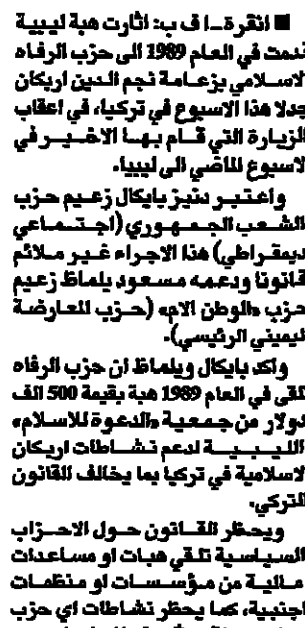 ■ انقرة ـ ا ف ب: اثارت هبة ليبية
قدمت في العام 1989 الى حزب الرفاه
الاسلامي بزعامة نجم الدين اربكان
جدلا هذا الاسبوع في تركيا، في اعقاب
الزيارة التي قام بها الاخير في
الاسبوع الماضي الى ليبيا.
واعتبر دنيز بايكال زعيم حزب
الشعب الجمهوري (اجتماعي
ديمقراطي) هذا الاجراء غير ملائم
قانونا ودعمه مسعود يلماظ زعيم
حزب «الوطن الام» (حزب المعارضة
اليميني الرئيسي).
واكد بايكال ويلماظ ان حزب الرفاه
تلقى في العام 1989 هبة بقيمة 500 الف
دولار من جمعية «الدعوة للاسلام»
الليبية لدعم نشاطات اربكان
الاسلامية في تركيا بما يخالف القانون
التركي.
ويحظر القانون حول الاحزاب
السياسية تلقي هبات او مساعدات
مالية من مؤسسات او منظمات
اجنبية، كما يحظر نشاطات اي حزب